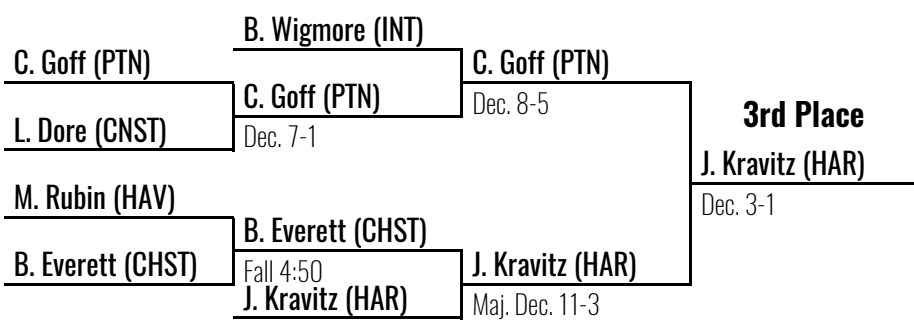 B. Wigmore (INT)
C. Goff (PTN)
C. Goff (PTN)
C. Goff (PTN)
Dec. 8-5
L. Dore (CNST)
Dec. 7-1
3rd Place
J. Kravitz (HAR)
Dec. 3-1
M. Rubin (HAV)
B. Everett (CHST)
B. Everett (CHST)
Fall 4:50
J. Kravitz (HAR)
J. Kravitz (HAR)
Maj. Dec. 11-3